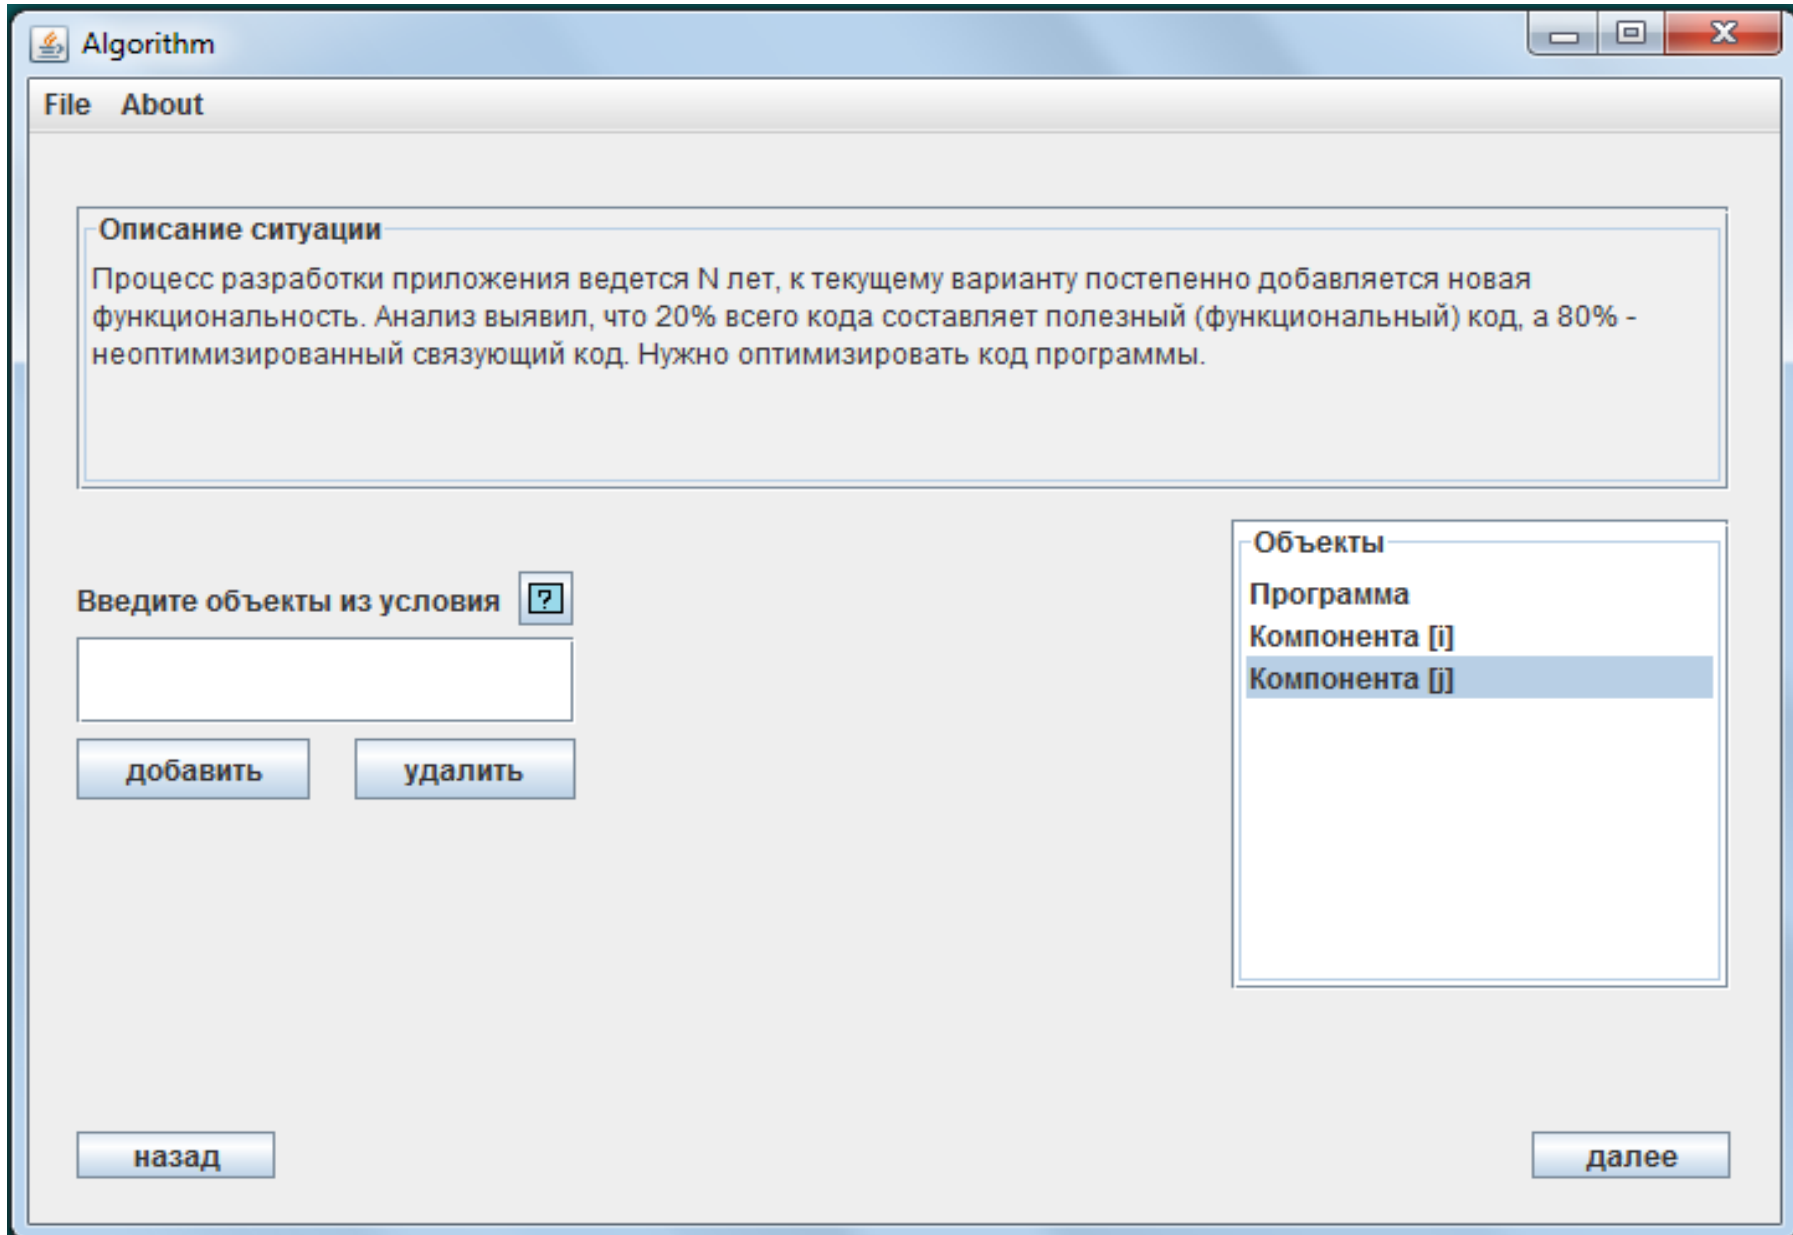 Algorithm
File About
Описание ситуации
Процесс разработки приложения ведется N лет, к текущему варианту постепенно добавляется новая
функциональность. Анализ выявил, что 20% всего кода составляет полезный (функциональный) код, а 80% -
неоптимизированный связующий код. Нужно оптимизировать код программы.
Введите объекты из условия ?
добавить удалить
Объекты
Программа
Компонента [i]
Компонента [j]
назад
далее